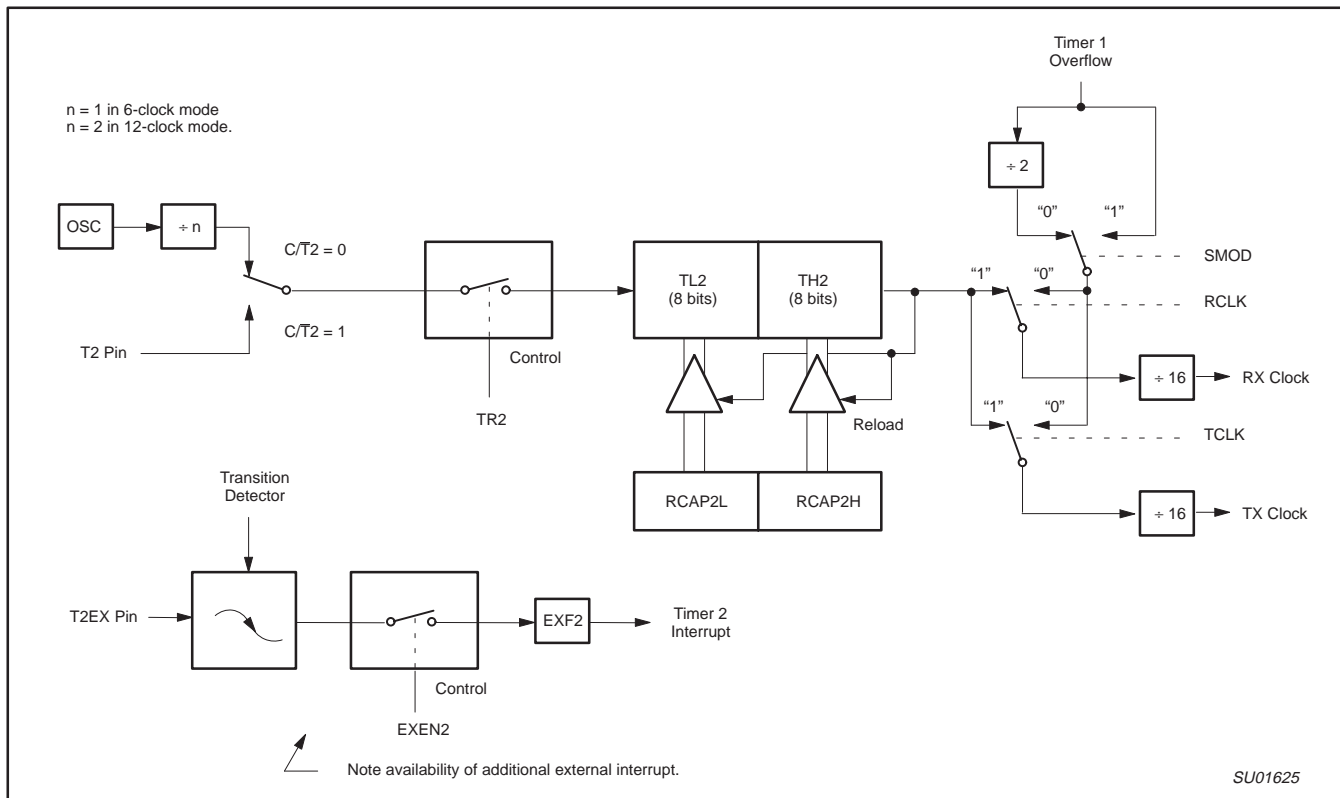 Timer 1
Overflow
n = 1 in 6-clock mode
n = 2 in 12-clock mode.
÷ 2
“0”
“1”
OSC
÷ n
C/T̅2 = 0
TL2
(8 bits)
TH2
(8 bits)
SMOD
“1”
“0”
RCLK
C/T̅2 = 1
T2 Pin
Control
÷ 16
RX Clock
TR2
Reload
“1”
“0”
TCLK
Transition
Detector
RCAP2L
RCAP2H
÷ 16
TX Clock
T2EX Pin
EXF2
Timer 2
Interrupt
Control
EXEN2
Note availability of additional external interrupt.
SU01625